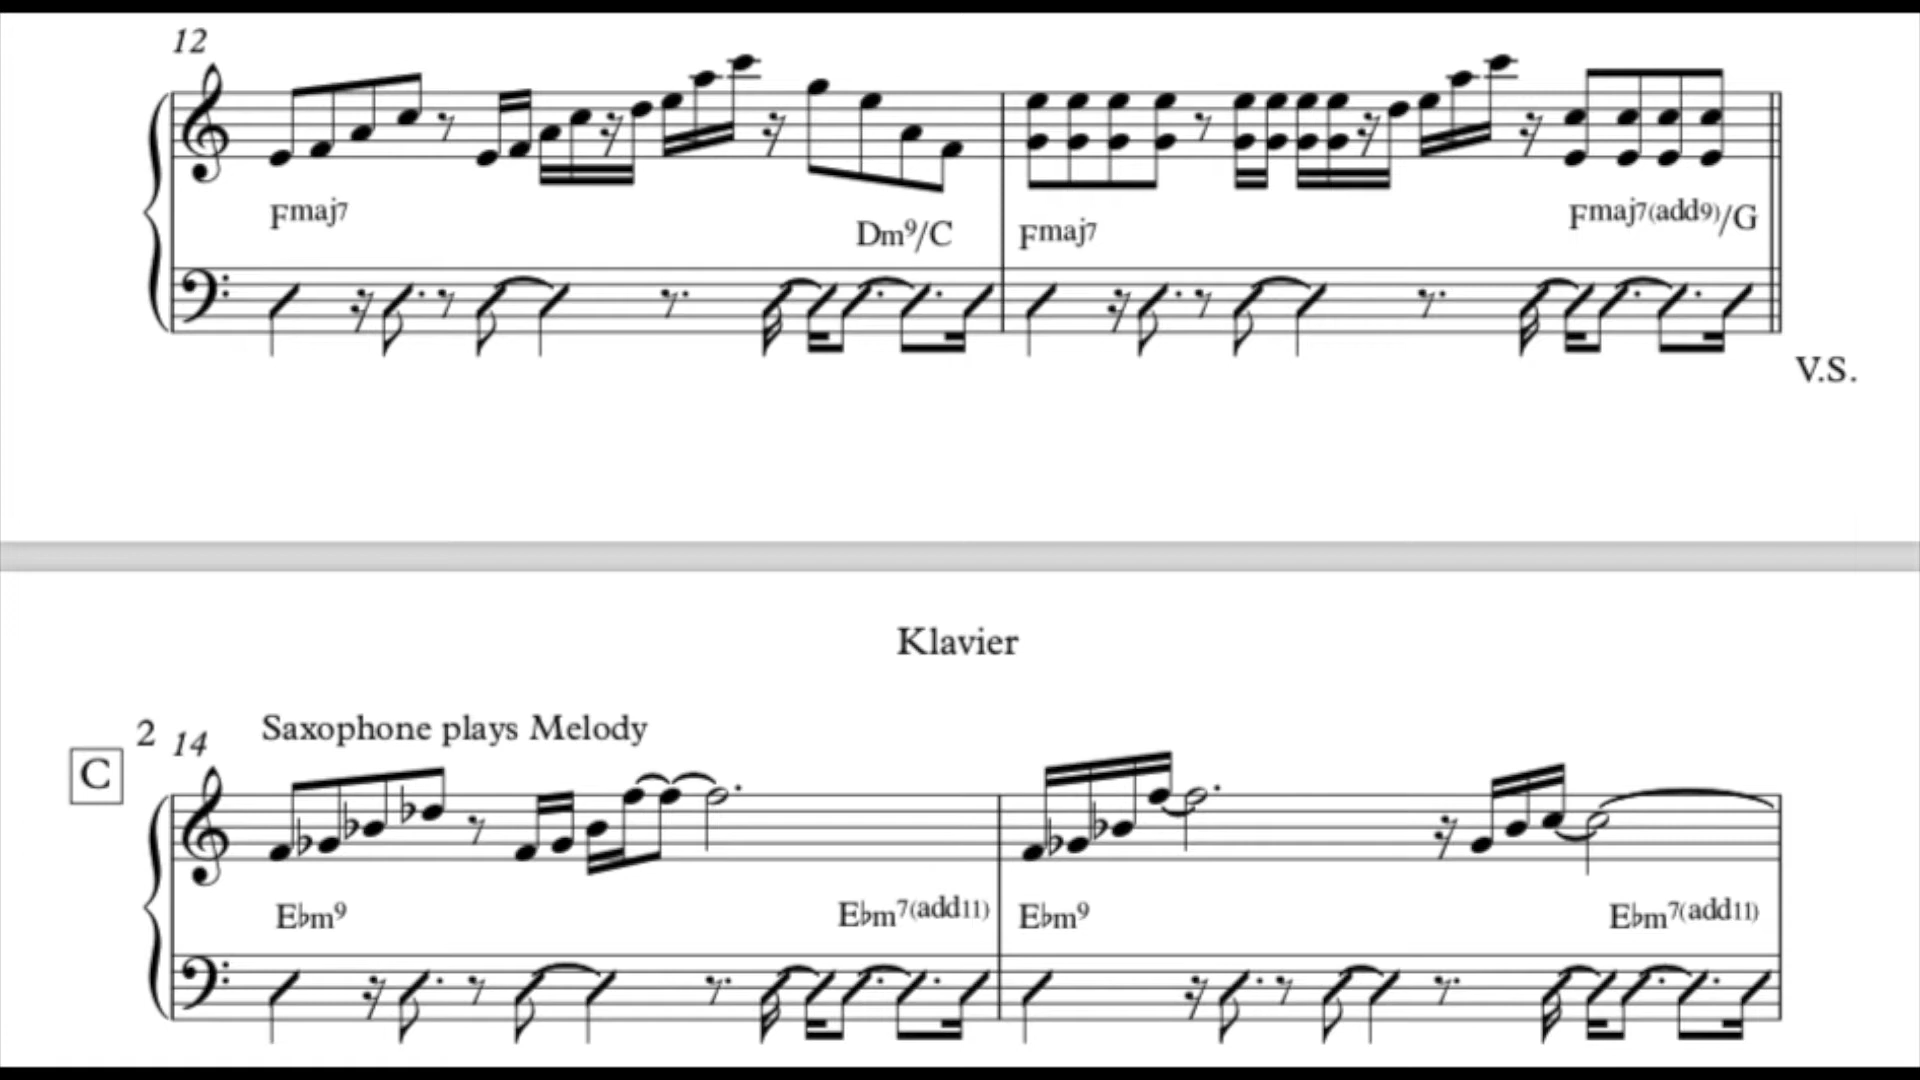 12
Fmaj7 Dm9/C Fmaj7 Fmaj7(add9)/G
V.S.
Klavier
C 2 14 Saxophone plays Melody
E♭m9 E♭m7(add11) E♭m9 E♭m7(add11)